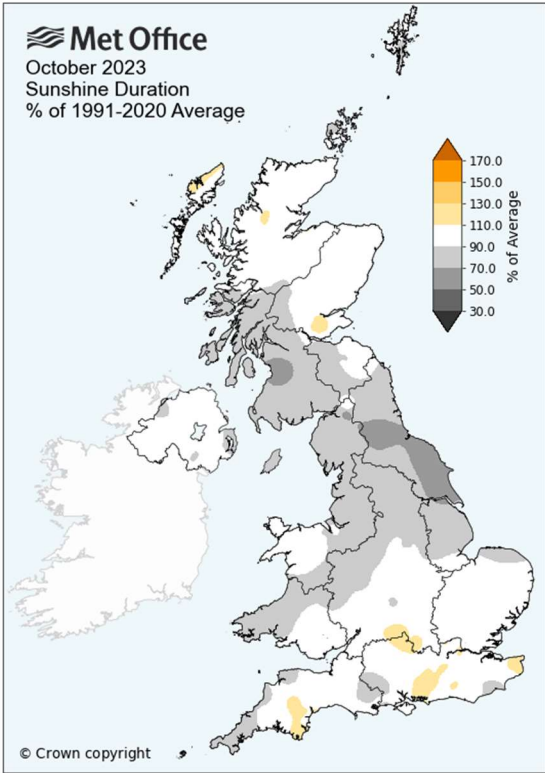 Met Office
October 2023
Sunshine Duration
% of 1991-2020 Average
170.0
150.0
130.0
110.0
90.0
70.0
50.0
30.0
% of Average
© Crown copyright